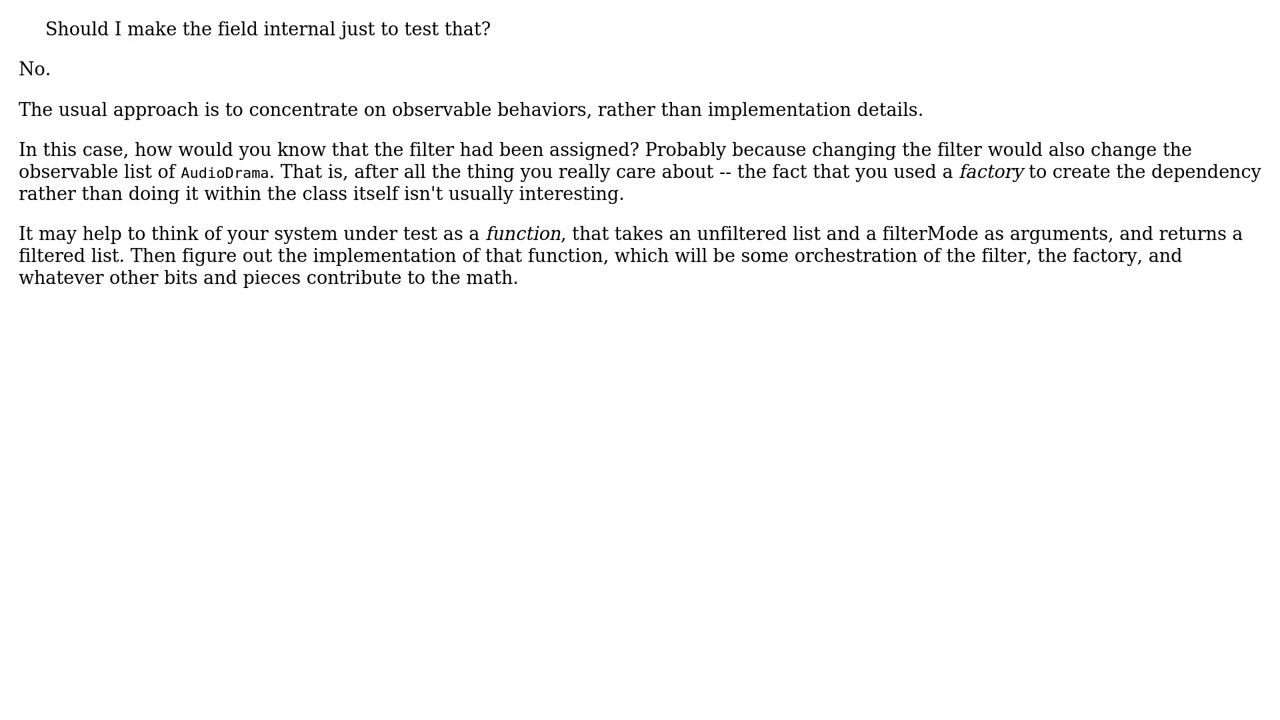 Should I make the field internal just to test that?
No.
The usual approach is to concentrate on observable behaviors, rather than implementation details.
In this case, how would you know that the filter had been assigned? Probably because changing the filter would also change the
observable list of AudioDrama. That is, after all the thing you really care about -- the fact that you used a factory to create the dependency
rather than doing it within the class itself isn't usually interesting.
It may help to think of your system under test as a function, that takes an unfiltered list and a filterMode as arguments, and returns a
filtered list. Then figure out the implementation of that function, which will be some orchestration of the filter, the factory, and
whatever other bits and pieces contribute to the math.